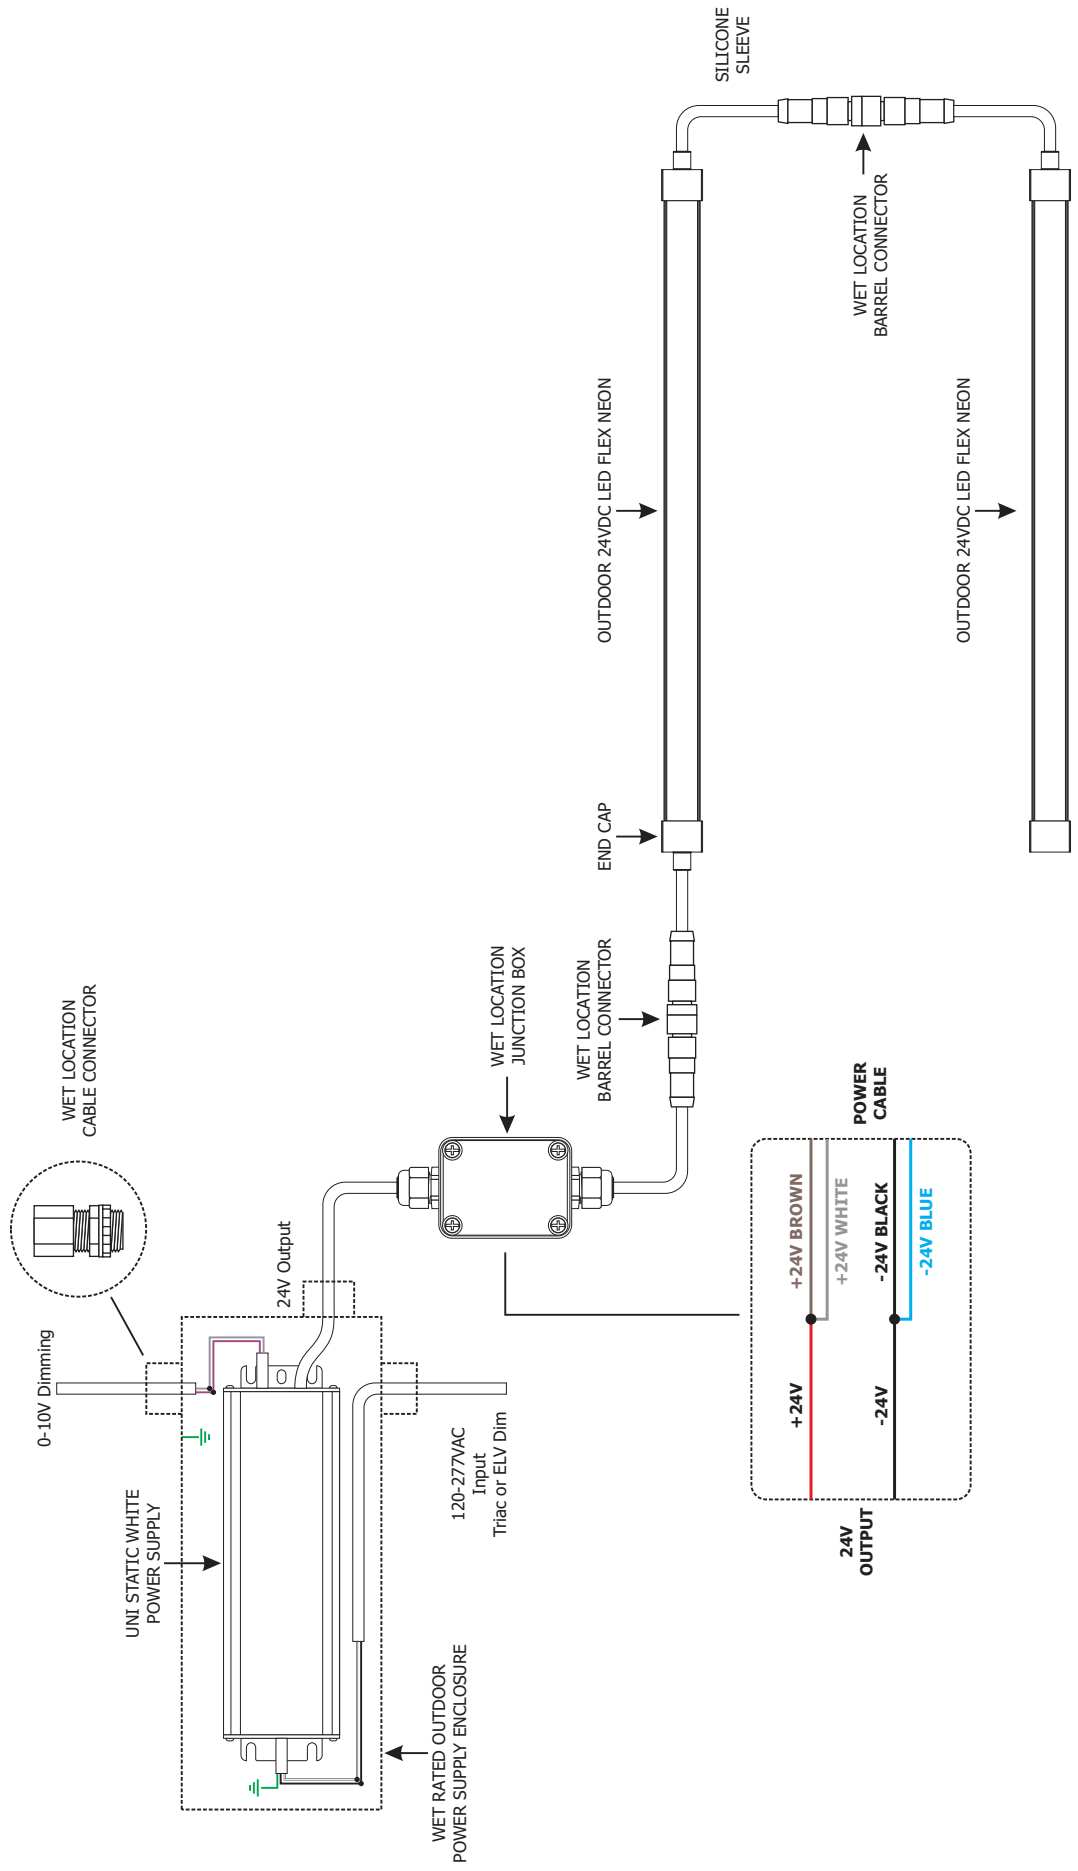 WET LOCATION
CABLE CONNECTOR
0-10V Dimming
UNI STATIC WHITE
POWER SUPPLY
24V Output
120-277VAC
Input
Triac or ELV Dim
WET RATED OUTDOOR
POWER SUPPLY ENCLOSURE
WET LOCATION
JUNCTION BOX
WET LOCATION
BARREL CONNECTOR
END CAP
OUTDOOR 24VDC LED FLEX NEON
SILICONE
SLEEVE
WET LOCATION
BARREL CONNECTOR
OUTDOOR 24VDC LED FLEX NEON
24V
OUTPUT
+24V
-24V
+24V BROWN
+24V WHITE
-24V BLACK
-24V BLUE
POWER
CABLE